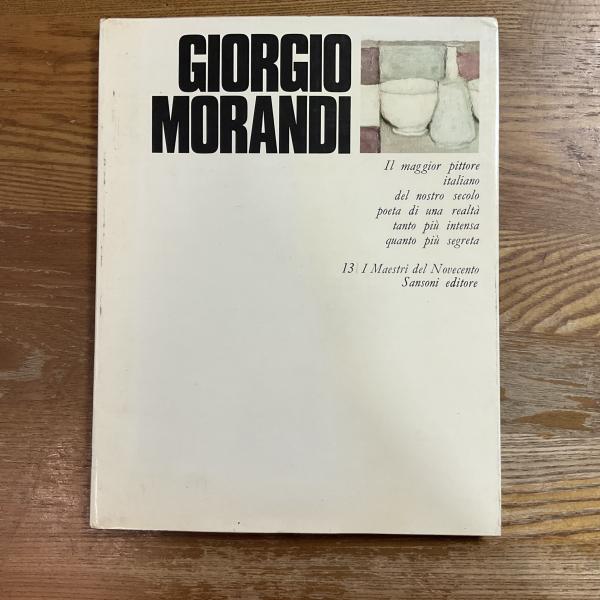 GIORGIO
MORANDI
Il maggior pittore
italiano
del nostro secolo
poeta di una realtà
tanto più intensa
quanto più segreta
13 | I Maestri del Novecento
Sansoni editore